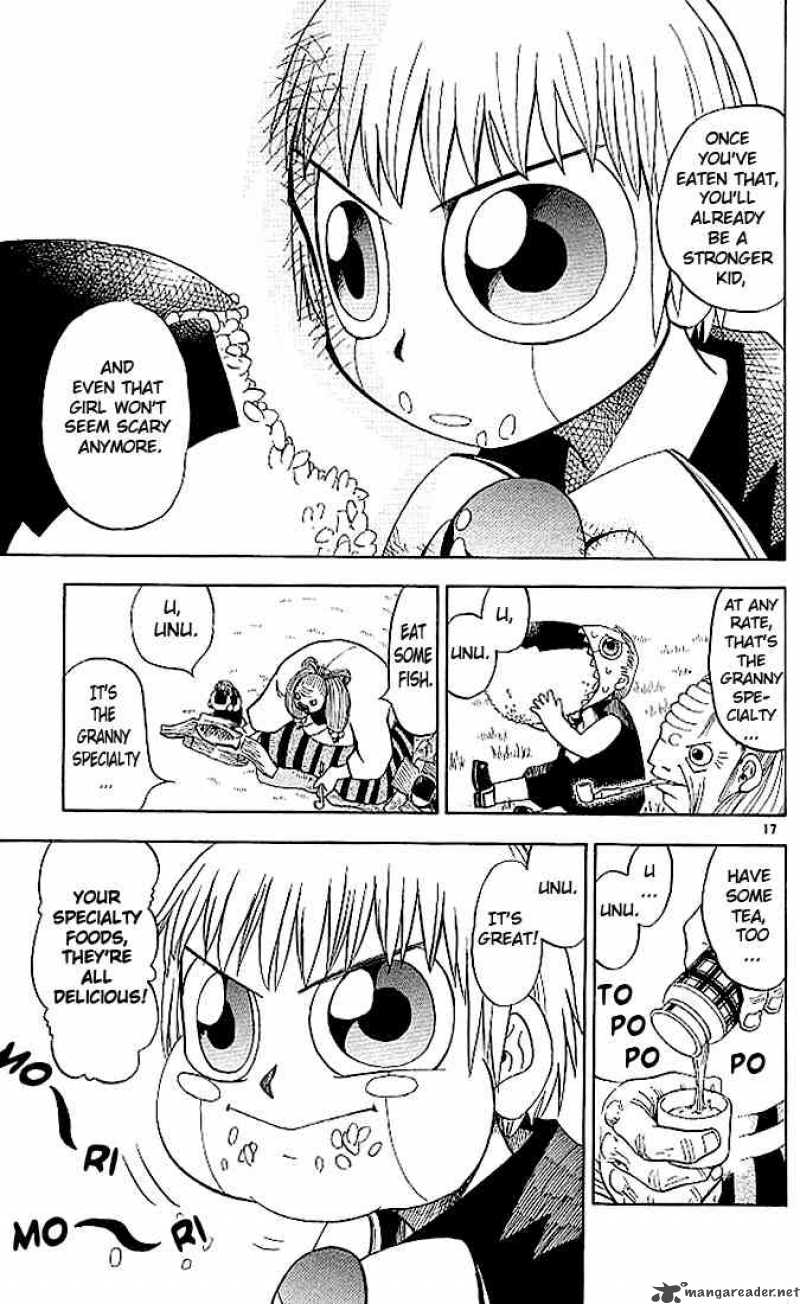 ONCE
YOU'VE
EATEN THAT,
YOU'LL
ALREADY
BE A
STRONGER
KID,
AND
EVEN THAT
GIRL WON'T
SEEM SCARY
ANYMORE.
AT ANY
RATE,
THAT'S
THE
GRANNY
SPE-
CIALTY
...
U,
UNU.
EAT
SOME
FISH.
U,
UNU.
IT'S
THE
GRANNY
SPECIALTY
...
17
HAVE
SOME
TEA,
TOO
...
U
...
UNU.
TO
PO
PO
PO
UNU.
IT'S
GREAT!
YOUR
SPECIALTY
FOODS,
THEY'RE
ALL
DELICIOUS!
MO~RI
MO~RI
mangareader.net